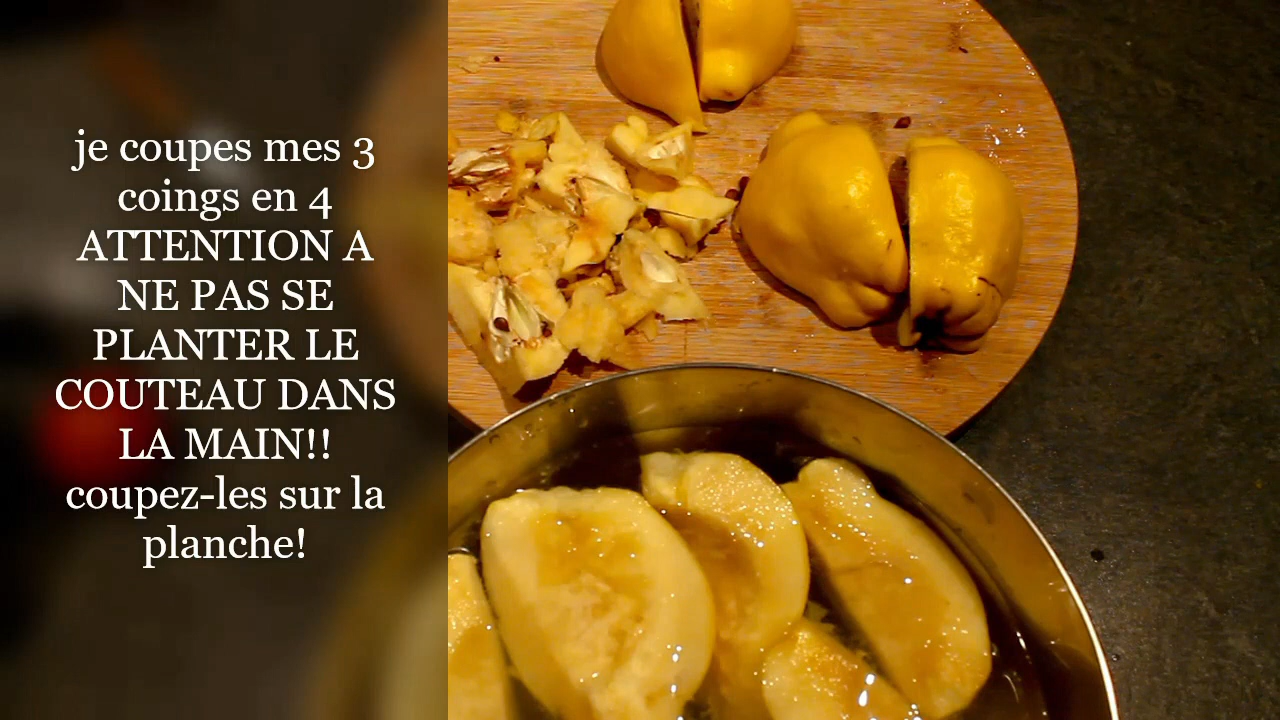 je coupes mes 3
coings en 4
ATTENTION A
NE PAS SE
PLANTER LE
COUTEAU DANS
LA MAIN!!
coupez-les sur la
planche!